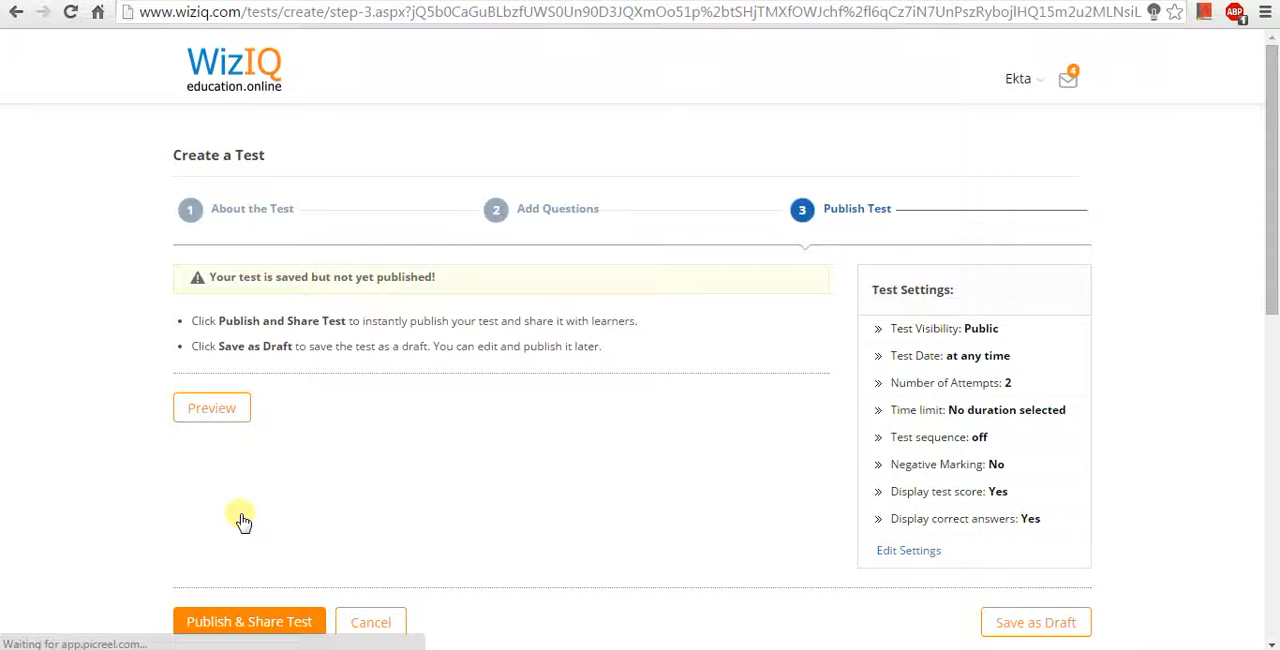 www.wiziq.com/tests/create/step-3.aspx?jQ5b0CaGuBLbzfUWS0Un90D3JQXmOo51p%2btSHjTMXfOWJchf%2fl6qCz7iN7UnPszRybojlHQ15m2u2MLNsiL
ABP
1
WizIQ
education.online
Ekta
4
Create a Test
1 About the Test
2 Add Questions
3 Publish Test
Your test is saved but not yet published!
• Click Publish and Share Test to instantly publish your test and share it with learners.
• Click Save as Draft to save the test as a draft. You can edit and publish it later.
Preview
Test Settings:
» Test Visibility: Public
» Test Date: at any time
» Number of Attempts: 2
» Time limit: No duration selected
» Test sequence: off
» Negative Marking: No
» Display test score: Yes
» Display correct answers: Yes
Edit Settings
Publish & Share Test
Cancel
Save as Draft
Waiting for app.picreel.com...